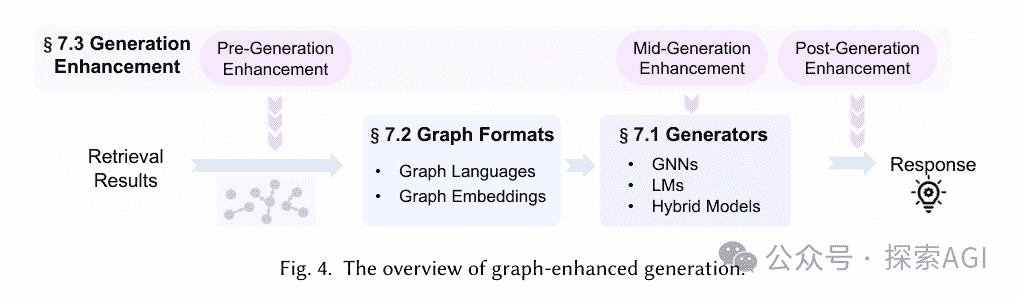 § 7.3 Generation
Enhancement
Pre-Generation
Enhancement
Mid-Generation
Enhancement
Post-Generation
Enhancement
Retrieval
Results
§ 7.2 Graph Formats
• Graph Languages
• Graph Embeddings
§ 7.1 Generators
• GNNs
• LMs
• Hybrid Models
Response
Fig. 4. The overview of graph-enhanced generation.
公众号 · 探索AGI